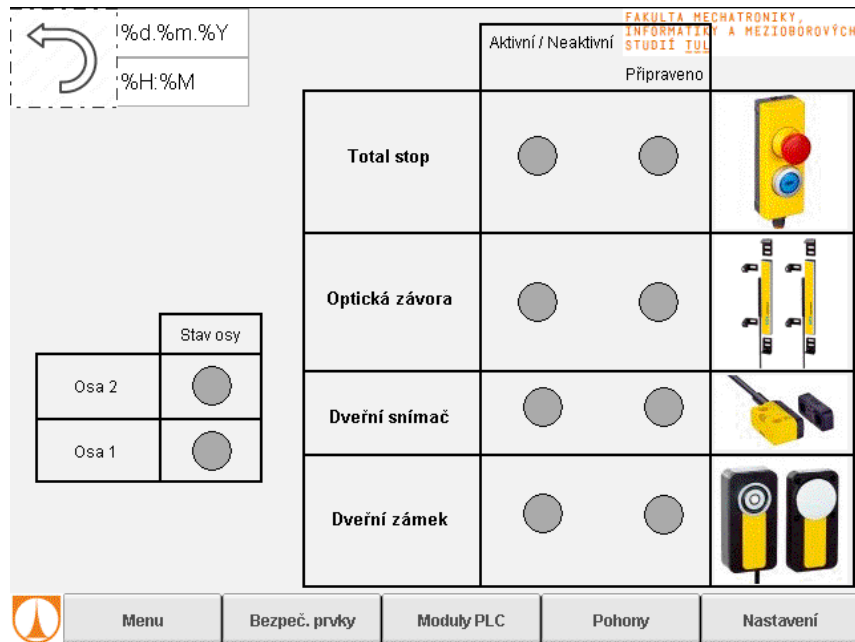 %d.%m.%Y
%H:%M
FAKULTA MECHATRONIKY,
INFORMATIKY A MEZIOBOROVÝCH
STUDIÍ TUL
Aktivní / Neaktivní
Připraveno
Total stop
Optická závora
Dveřní snímač
Dveřní zámek
Stav osy
Osa 2
Osa 1
Menu
Bezpeč. prvky
Moduly PLC
Pohony
Nastavení